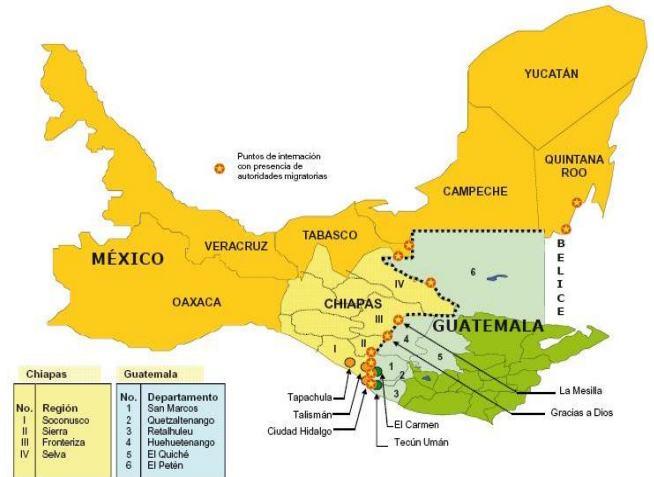 YUCATÁN
Puntos de internación
con presencia de
autoridades migratorias
QUINTANA
ROO
CAMPECHE
TABASCO
VERACRUZ
MÉXICO
BELICE
6
IV
OAXACA
CHIAPAS
III
GUATEMALA
4
II
I
5
1
2
3
La Mesilla
Tapachula
Gracias a Dios
Talismán
El Carmen
Ciudad Hidalgo
Tecún Umán
Chiapas
No. Región
I Soconusco
II Sierra
III Fronteriza
IV Selva
Guatemala
No. Departamento
1 San Marcos
2 Quetzaltenango
3 Retalhuleu
4 Huehuetenango
5 El Quiché
6 El Petén